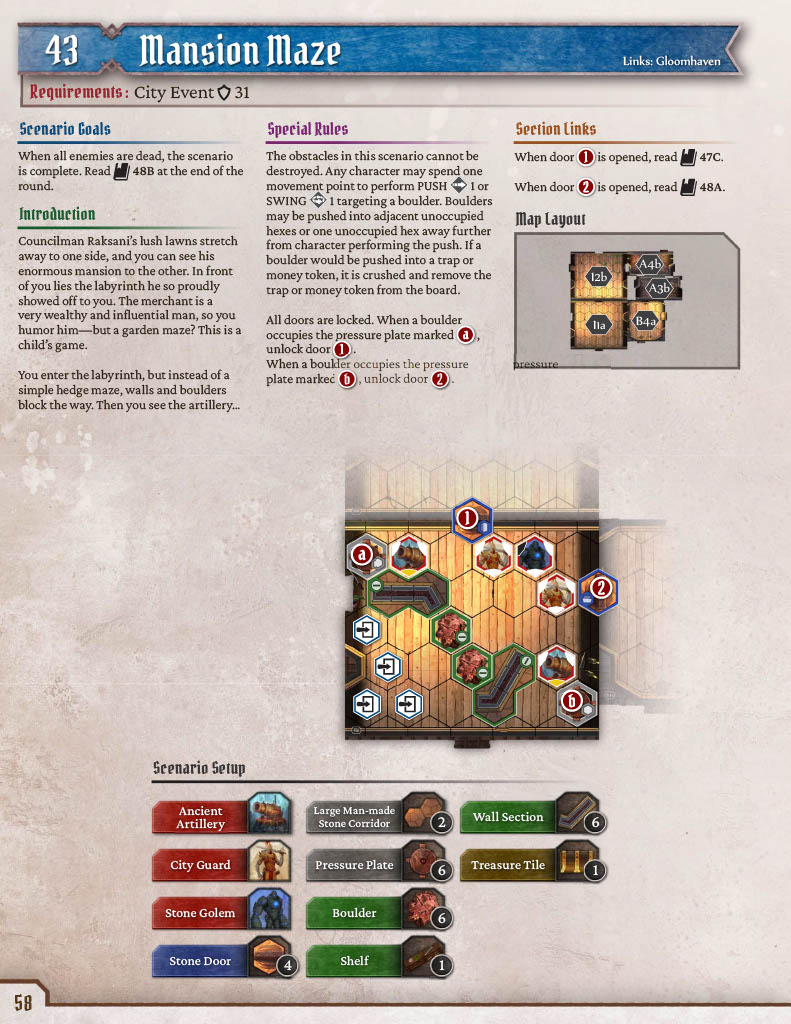 43 Mansion Maze
Links: Gloomhaven
Requirements: City Event 31
Scenario Goals
When all enemies are dead, the scenario
is complete. Read 48B at the end of the
round.
Introduction
Councilman Raksani's lush lawns stretch
away to one side, and you can see his
enormous mansion to the other. In front
of you lies the labyrinth he so proudly
showed off to you. The merchant is a
very wealthy and influential man, so you
humor him—but a garden maze? This is a
child's game.
You enter the labyrinth, but instead of a
simple hedge maze, walls and boulders
block the way. Then you see the artillery...
Special Rules
The obstacles in this scenario cannot be
destroyed. Any character may spend one
movement point to perform PUSH 1 or
SWING 1 targeting a boulder. Boulders
may be pushed into adjacent unoccupied
hexes or one unoccupied hex away further
from character performing the push. If a
boulder would be pushed into a trap or
money token, it is crushed and remove the
trap or money token from the board.
All doors are locked. When a boulder
occupies the pressure plate marked a,
unlock door 1.
When a boulder occupies the pressure
plate marked b, unlock door 2.
Section Links
When door 1 is opened, read 47C.
When door 2 is opened, read 48A.
Map Layout
I2b
A4b
A3b
I1a
B4a
pressure
1
a
2
b
Scenario Setup
Ancient
Artillery
Large Man-made
Stone Corridor
2
Wall Section
6
City Guard
Pressure Plate
6
Treasure Tile
1
Stone Golem
Boulder
6
Stone Door
4
Shelf
1
58